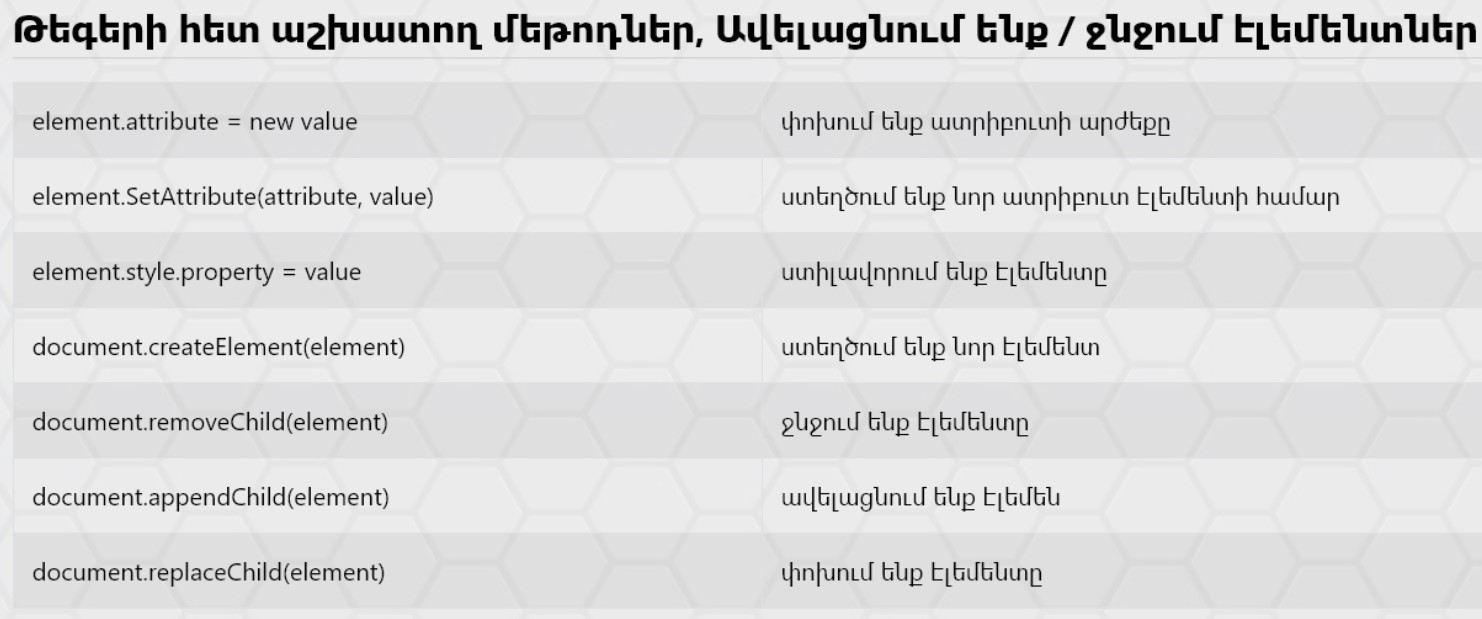 Թեգերի հետ աշխատող մեթոդներ, Ավելացնում ենք / ջնջում էլեմենտներ
element.attribute = new value փոխում ենք ատրիբուտի արժեքը
element.SetAttribute(attribute, value) ստեղծում ենք նոր ատրիբուտ էլեմենտի համար
element.style.property = value ստիլավորում ենք էլեմենտը
document.createElement(element) ստեղծում ենք նոր էլեմենտ
document.removeChild(element) ջնջում ենք էլեմենտը
document.appendChild(element) ավելացնում ենք էլեմեն
document.replaceChild(element) փոխում ենք էլեմենտը